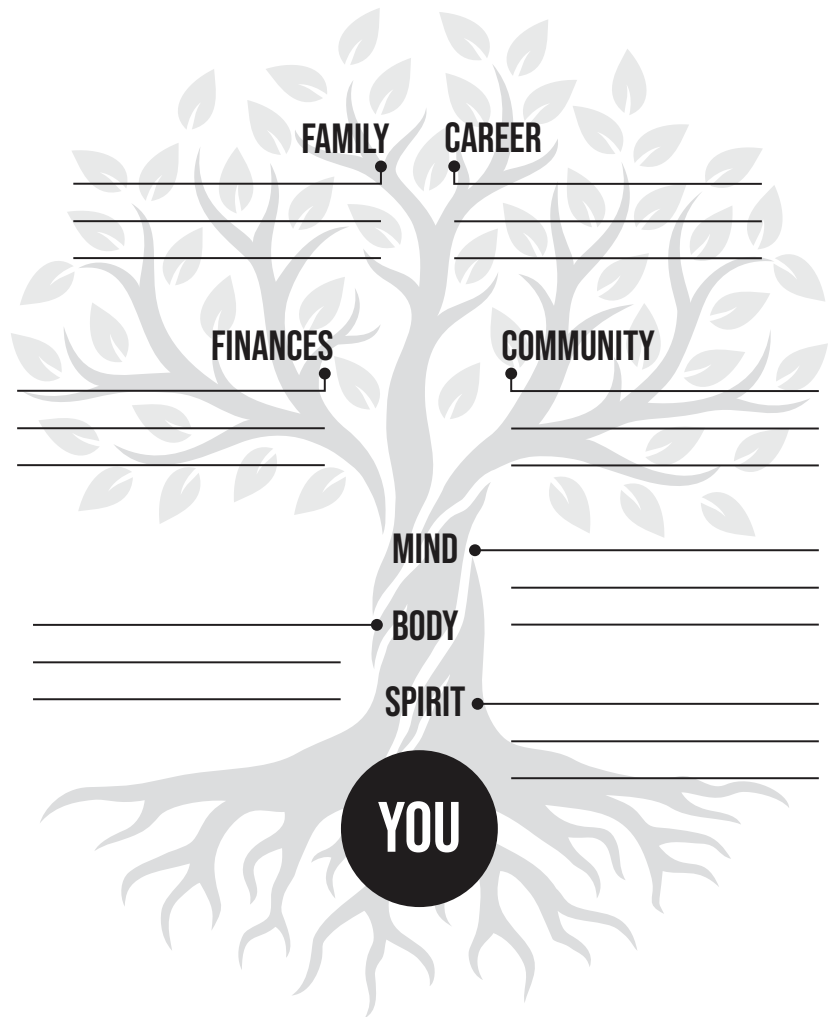 FAMILY
CAREER
FINANCES
COMMUNITY
MIND
BODY
SPIRIT
YOU